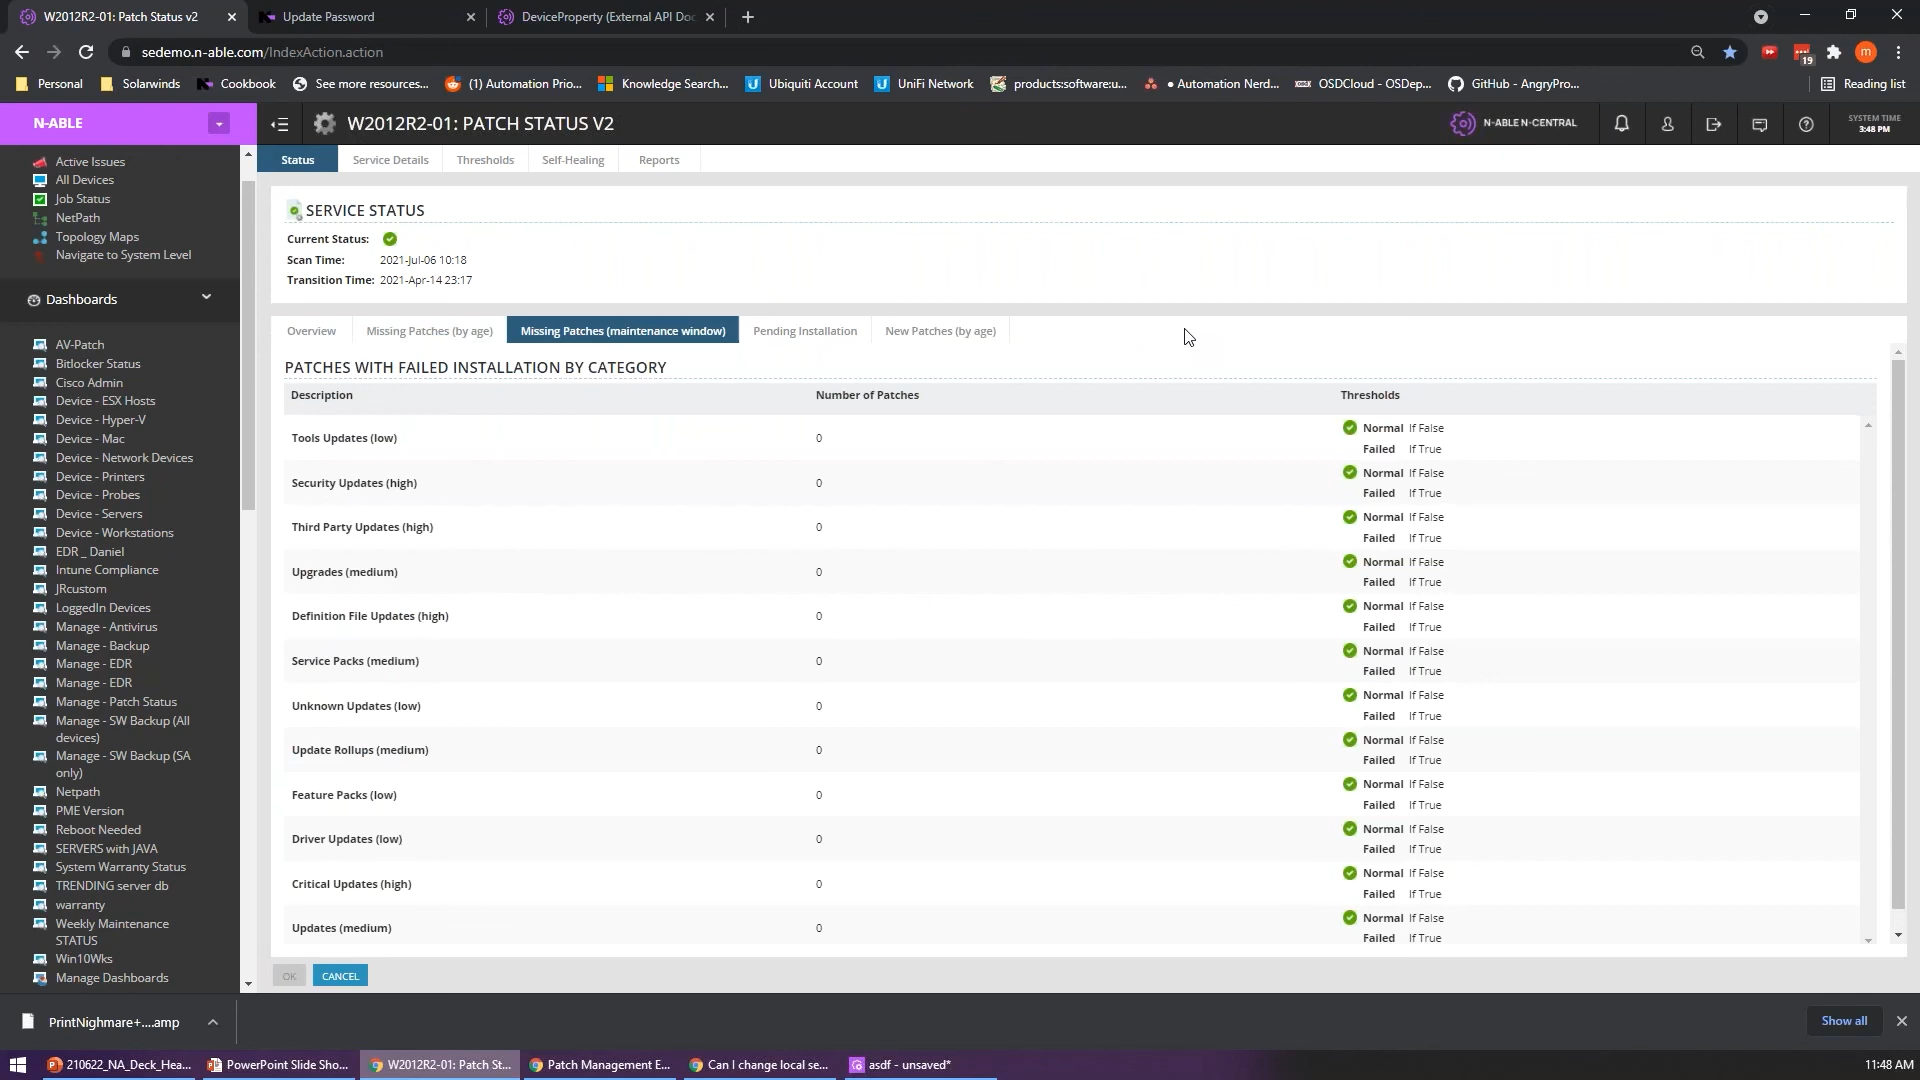 W2012R2-01: Patch Status v2
Update Password
DeviceProperty (External API Doc
sedemo.n-able.com/IndexAction.action
19
m
Personal
Solarwinds
Cookbook
See more resources...
(1) Automation Prio...
Knowledge Search...
Ubiquiti Account
UniFi Network
products:software:u...
• Automation Nerd...
OSDCloud - OSDep...
GitHub - AngryPro...
Reading list
N-ABLE
W2012R2-01: PATCH STATUS V2
N-ABLE N-CENTRAL
SYSTEM TIME
3:48 PM
Active Issues
All Devices
Job Status
NetPath
Topology Maps
Navigate to System Level
Dashboards
AV-Patch
Bitlocker Status
Cisco Admin
Device - ESX Hosts
Device - Hyper-V
Device - Mac
Device - Network Devices
Device - Printers
Device - Probes
Device - Servers
Device - Workstations
EDR _ Daniel
Intune Compliance
JRcustom
LoggedIn Devices
Manage - Antivirus
Manage - Backup
Manage - EDR
Manage - EDR
Manage - Patch Status
Manage - SW Backup (All
devices)
Manage - SW Backup (SA
only)
Netpath
PME Version
Reboot Needed
SERVERS with JAVA
System Warranty Status
TRENDING server db
warranty
Weekly Maintenance
STATUS
Win10Wks
Manage Dashboards
Status
Service Details
Thresholds
Self-Healing
Reports
SERVICE STATUS
Current Status:
Scan Time: 2021-Jul-06 10:18
Transition Time: 2021-Apr-14 23:17
Overview
Missing Patches (by age)
Missing Patches (maintenance window)
Pending Installation
New Patches (by age)
PATCHES WITH FAILED INSTALLATION BY CATEGORY
Description Number of Patches Thresholds
Tools Updates (low) 0 Normal If False
Failed If True
Security Updates (high) 0 Normal If False
Failed If True
Third Party Updates (high) 0 Normal If False
Failed If True
Upgrades (medium) 0 Normal If False
Failed If True
Definition File Updates (high) 0 Normal If False
Failed If True
Service Packs (medium) 0 Normal If False
Failed If True
Unknown Updates (low) 0 Normal If False
Failed If True
Update Rollups (medium) 0 Normal If False
Failed If True
Feature Packs (low) 0 Normal If False
Failed If True
Driver Updates (low) 0 Normal If False
Failed If True
Critical Updates (high) 0 Normal If False
Failed If True
Updates (medium) 0 Normal If False
Failed If True
OK
CANCEL
PrintNighmare+....amp
Show all
210622_NA_Deck_Hea...
PowerPoint Slide Sho...
W2012R2-01: Patch St...
Patch Management E...
Can I change local se...
asdf - unsaved*
11:48 AM